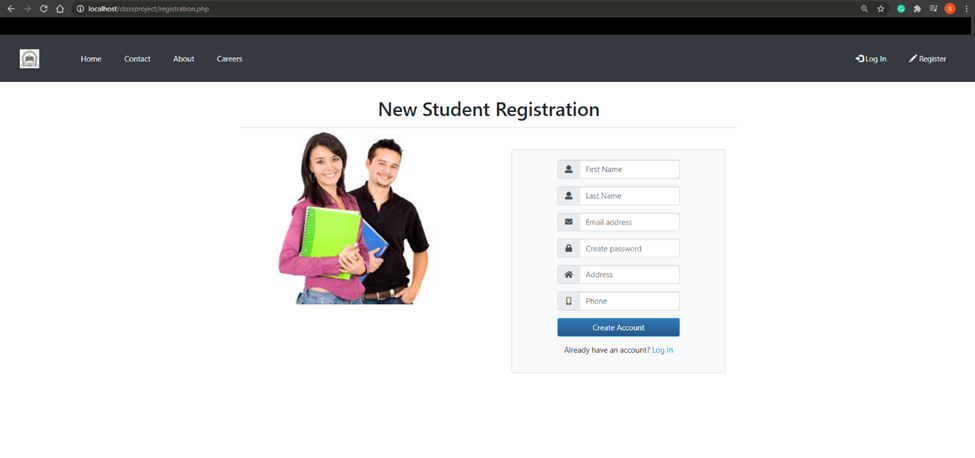 localhost/classproject/registration.php
S
Home Contact About Careers Log In Register
New Student Registration
First Name
Last Name
Email address
Create password
Address
Phone
Create Account
Already have an account? Log In